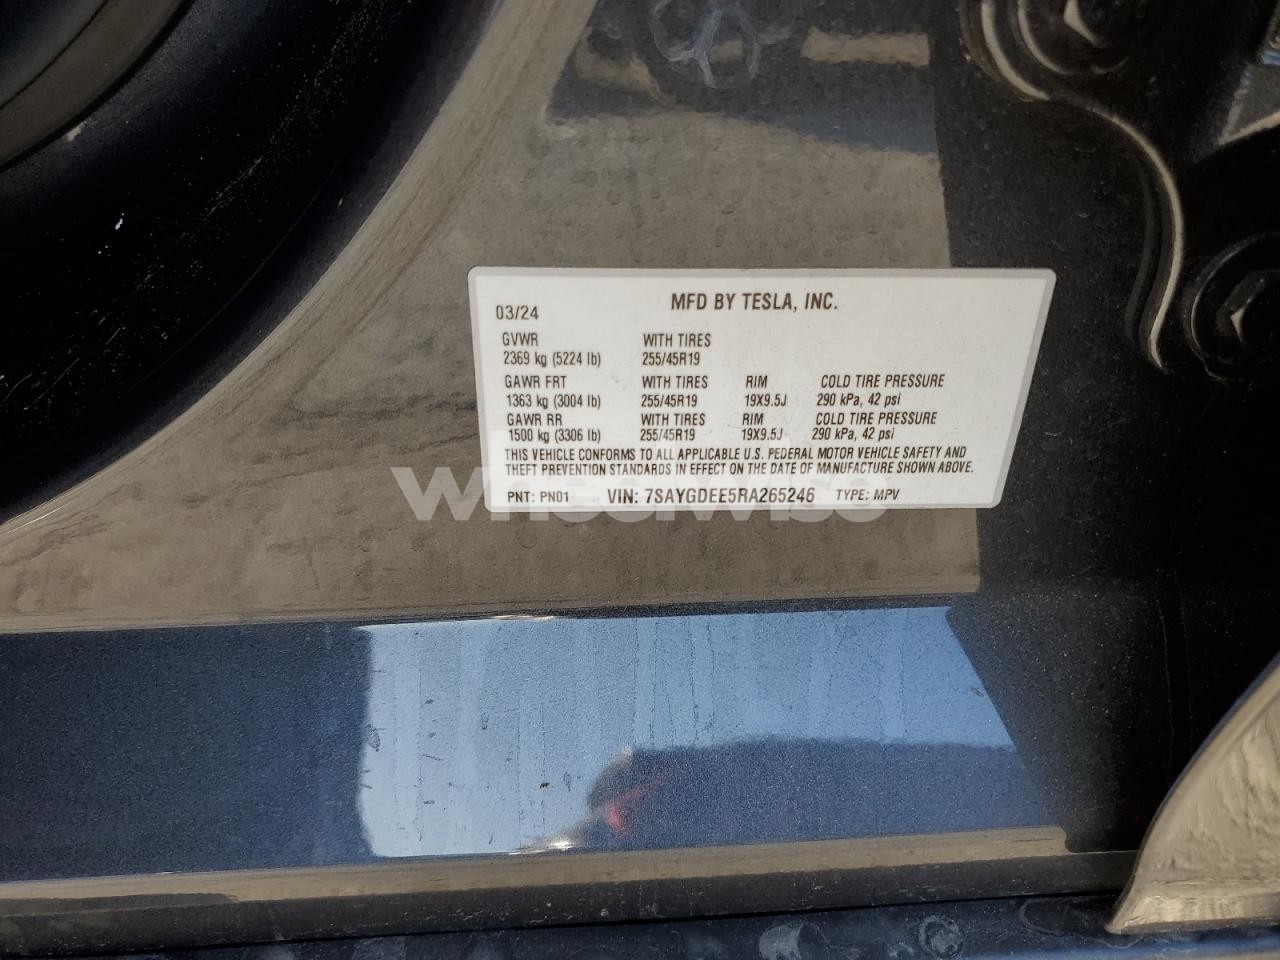 MFD BY TESLA, INC.
03/24
GVWR WITH TIRES
2369 kg (5224 lb) 255/45R19
GAWR FRT WITH TIRES RIM COLD TIRE PRESSURE
1363 kg (3004 lb) 255/45R19 19X9.5J 290 kPa, 42 psi
GAWR RR WITH TIRES RIM COLD TIRE PRESSURE
1500 kg (3306 lb) 255/45R19 19X9.5J 290 kPa, 42 psi
THIS VEHICLE CONFORMS TO ALL APPLICABLE U.S. FEDERAL MOTOR VEHICLE SAFETY AND
THEFT PREVENTION STANDARDS IN EFFECT ON THE DATE OF MANUFACTURE SHOWN ABOVE.
PNT: PN01 VIN: 7SAYGDEE5RA265246 TYPE: MPV
wheelwise